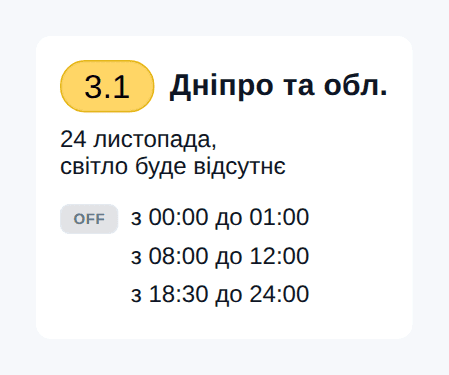 3.1 Дніпро та обл.
24 листопада,
світло буде відсутнє
OFF з 00:00 до 01:00
з 08:00 до 12:00
з 18:30 до 24:00